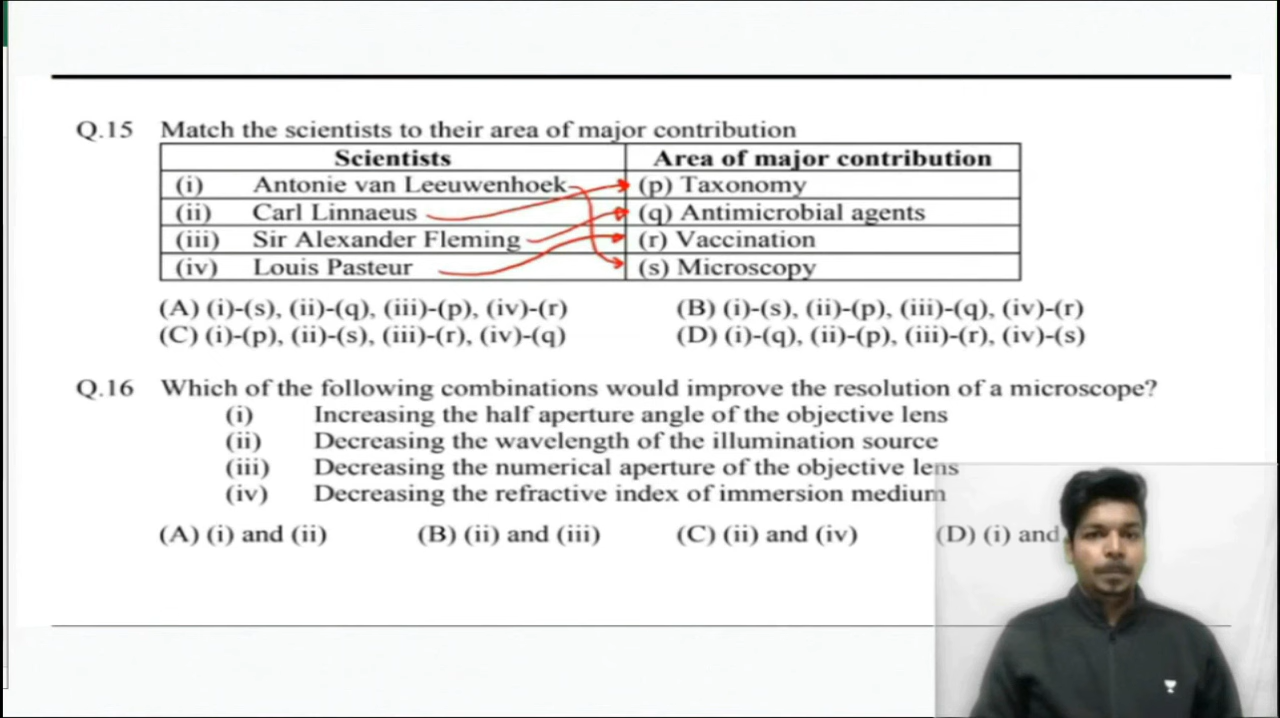 Q.15 Match the scientists to their area of major contribution
Scientists Area of major contribution
(i) Antonie van Leeuwenhoek (p) Taxonomy
(ii) Carl Linnaeus (q) Antimicrobial agents
(iii) Sir Alexander Fleming (r) Vaccination
(iv) Louis Pasteur (s) Microscopy
(A) (i)-(s), (ii)-(q), (iii)-(p), (iv)-(r) (B) (i)-(s), (ii)-(p), (iii)-(q), (iv)-(r)
(C) (i)-(p), (ii)-(s), (iii)-(r), (iv)-(q) (D) (i)-(q), (ii)-(p), (iii)-(r), (iv)-(s)
Q.16 Which of the following combinations would improve the resolution of a microscope?
(i) Increasing the half aperture angle of the objective lens
(ii) Decreasing the wavelength of the illumination source
(iii) Decreasing the numerical aperture of the objective lens
(iv) Decreasing the refractive index of immersion medium
(A) (i) and (ii) (B) (ii) and (iii) (C) (ii) and (iv) (D) (i) and